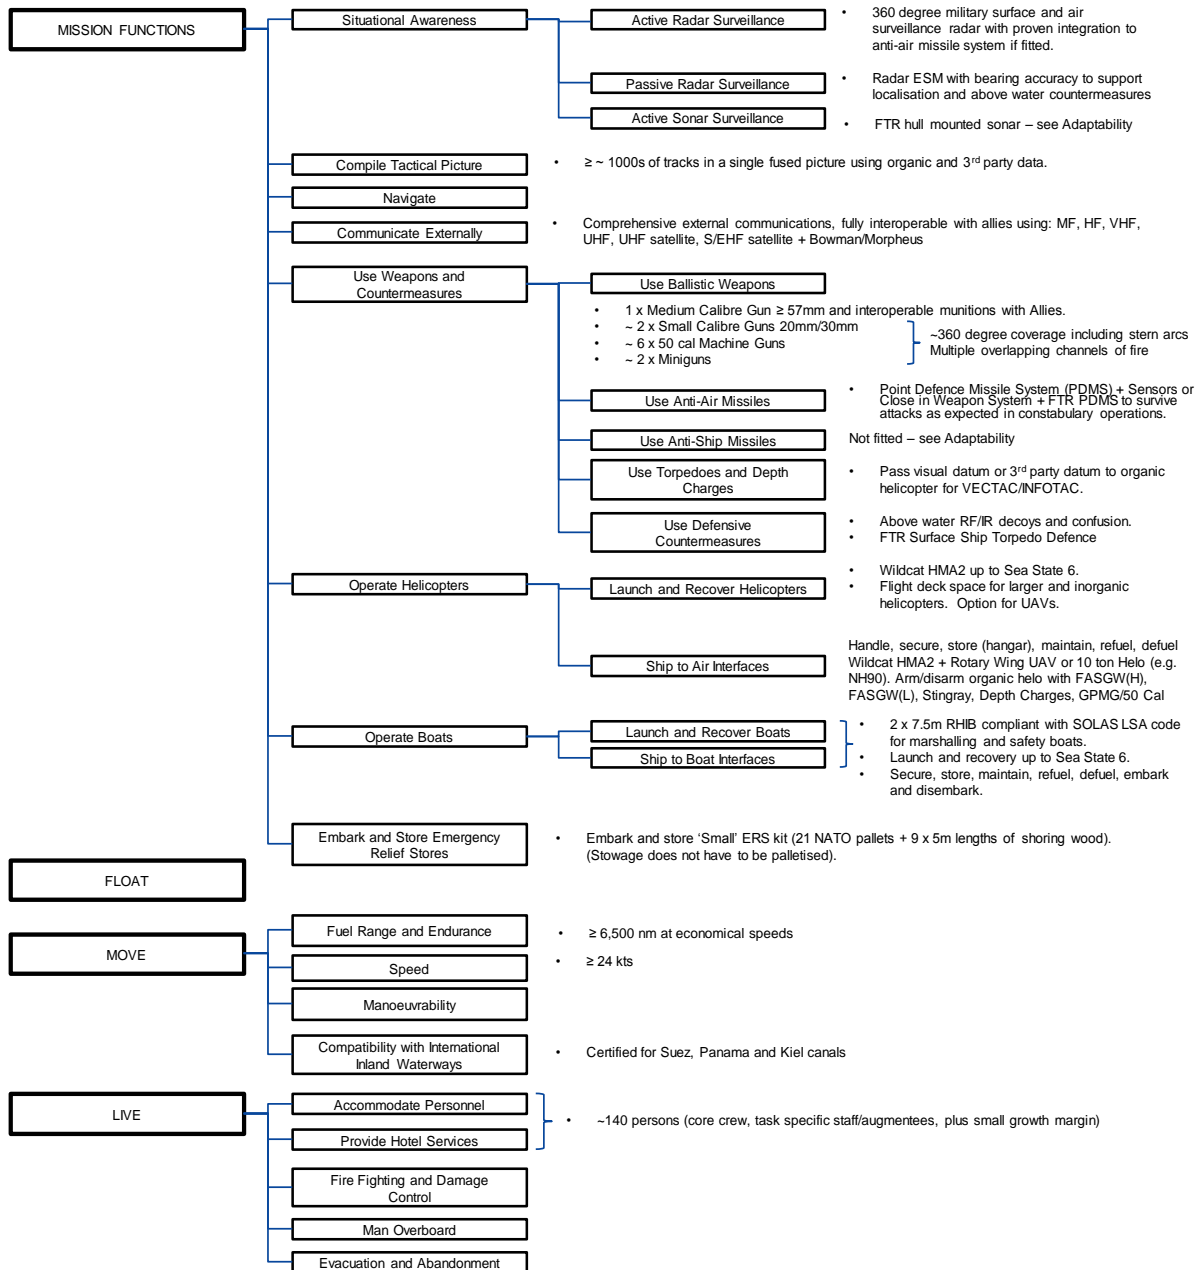 MISSION FUNCTIONS
Situational Awareness
Active Radar Surveillance
• 360 degree military surface and air
surveillance radar with proven integration to
anti-air missile system if fitted.
Passive Radar Surveillance
• Radar ESM with bearing accuracy to support
localisation and above water countermeasures
Active Sonar Surveillance
• FTR hull mounted sonar – see Adaptability
Compile Tactical Picture
• ≥ ~ 1000s of tracks in a single fused picture using organic and 3rd party data.
Navigate
Communicate Externally
• Comprehensive external communications, fully interoperable with allies using: MF, HF, VHF,
UHF, UHF satellite, S/EHF satellite + Bowman/Morpheus
Use Weapons and
Countermeasures
Use Ballistic Weapons
• 1 x Medium Calibre Gun ≥ 57mm and interoperable munitions with Allies.
• ~ 2 x Small Calibre Guns 20mm/30mm
• ~ 6 x 50 cal Machine Guns
• ~ 2 x Miniguns
~360 degree coverage including stern arcs
Multiple overlapping channels of fire
Use Anti-Air Missiles
• Point Defence Missile System (PDMS) + Sensors or
Close in Weapon System + FTR PDMS to survive
attacks as expected in constabulary operations.
Use Anti-Ship Missiles
Not fitted – see Adaptability
Use Torpedoes and Depth
Charges
• Pass visual datum or 3rd party datum to organic
helicopter for VECTAC/INFOTAC.
Use Defensive
Countermeasures
• Above water RF/IR decoys and confusion.
• FTR Surface Ship Torpedo Defence
Operate Helicopters
Launch and Recover Helicopters
• Wildcat HMA2 up to Sea State 6.
• Flight deck space for larger and inorganic
helicopters. Option for UAVs.
Ship to Air Interfaces
Handle, secure, store (hangar), maintain, refuel, defuel
Wildcat HMA2 + Rotary Wing UAV or 10 ton Helo (e.g.
NH90). Arm/disarm organic helo with FASGW(H),
FASGW(L), Stingray, Depth Charges, GPMG/50 Cal
Operate Boats
Launch and Recover Boats
Ship to Boat Interfaces
• 2 x 7.5m RHIB compliant with SOLAS LSA code
for marshalling and safety boats.
• Launch and recovery up to Sea State 6.
• Secure, store, maintain, refuel, defuel, embark
and disembark.
Embark and Store Emergency
Relief Stores
• Embark and store ‘Small’ ERS kit (21 NATO pallets + 9 x 5m lengths of shoring wood).
(Stowage does not have to be palletised).
FLOAT
MOVE
Fuel Range and Endurance
• ≥ 6,500 nm at economical speeds
Speed
• ≥ 24 kts
Manoeuvrability
Compatibility with International
Inland Waterways
• Certified for Suez, Panama and Kiel canals
LIVE
Accommodate Personnel
Provide Hotel Services
• ~140 persons (core crew, task specific staff/augmentees, plus small growth margin)
Fire Fighting and Damage
Control
Man Overboard
Evacuation and Abandonment